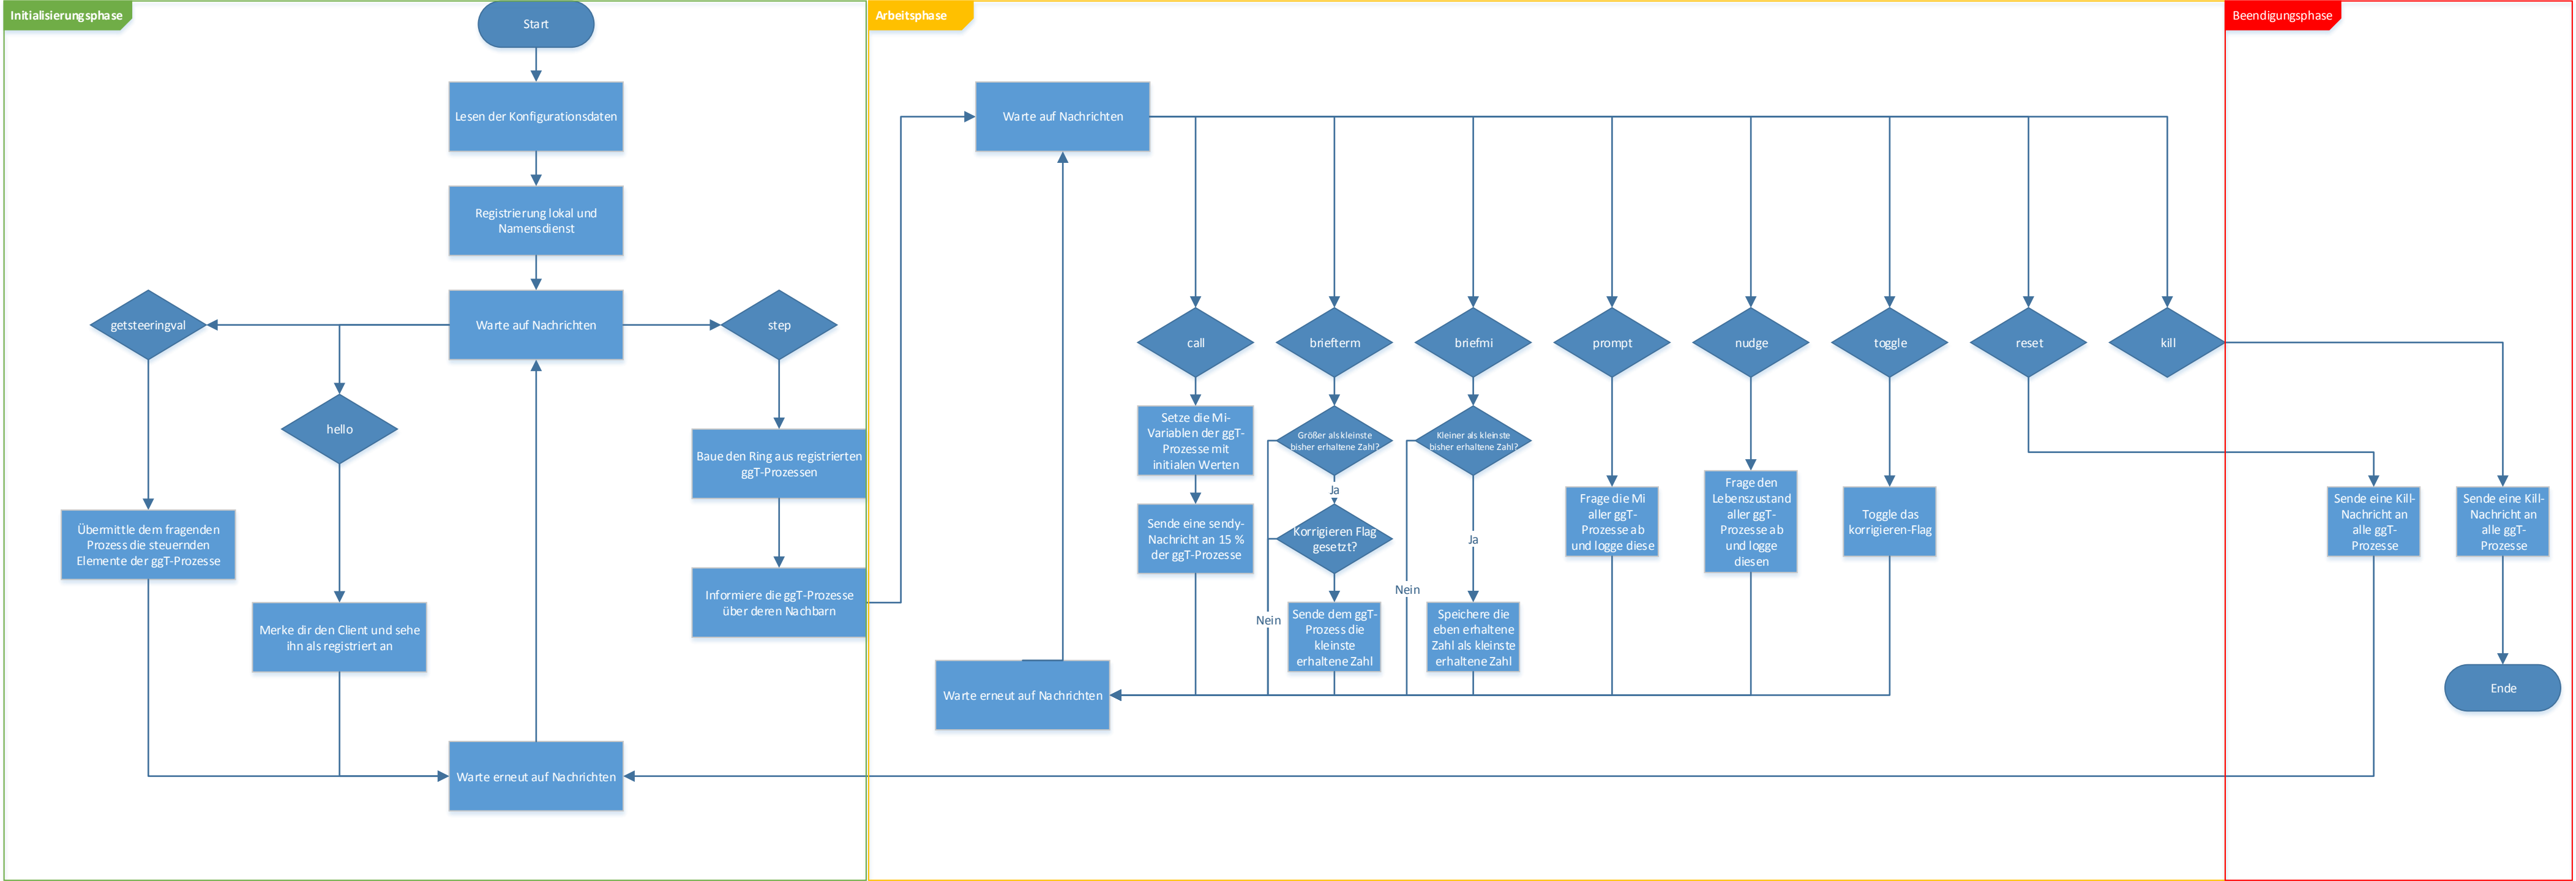 Initialisierungsphase
Start
Lesen der Konfigurationsdaten
Registrierung lokal und
Namensdienst
getsteeringval
Warte auf Nachrichten
step
hello
Baue den Ring aus registrierten
ggT-Prozessen
Übermittle dem fragenden
Prozess die steuernden
Elemente der ggT-Prozesse
Informiere die ggT-Prozesse
über deren Nachbarn
Merke dir den Client und sehe
ihn als registriert an
Warte erneut auf Nachrichten
Arbeitsphase
Warte auf Nachrichten
call
briefterm
briefmi
prompt
nudge
toggle
reset
kill
Setze die Mi-
Variablen der ggT-
Prozesse mit
initialen Werten
Sende eine sendy-
Nachricht an 15 %
der ggT-Prozesse
Größer als kleinste
bisher erhaltene Zahl?
Ja
Korrigieren Flag
gesetzt?
Nein
Sende dem ggT-
Prozess die
kleinste
erhaltene Zahl
Kleiner als kleinste
bisher erhaltene Zahl?
Ja
Nein
Speichere die
eben erhaltene
Zahl als kleinste
erhaltene Zahl
Frage die Mi
aller ggT-
Prozesse ab
und logge diese
Frage den
Lebenszustand
aller ggT-
Prozesse ab
und logge
diesen
Toggle das
korrigieren-Flag
Warte erneut auf Nachrichten
Beendigungsphase
Sende eine Kill-
Nachricht an
alle ggT-
Prozesse
Sende eine Kill-
Nachricht an
alle ggT-
Prozesse
Ende